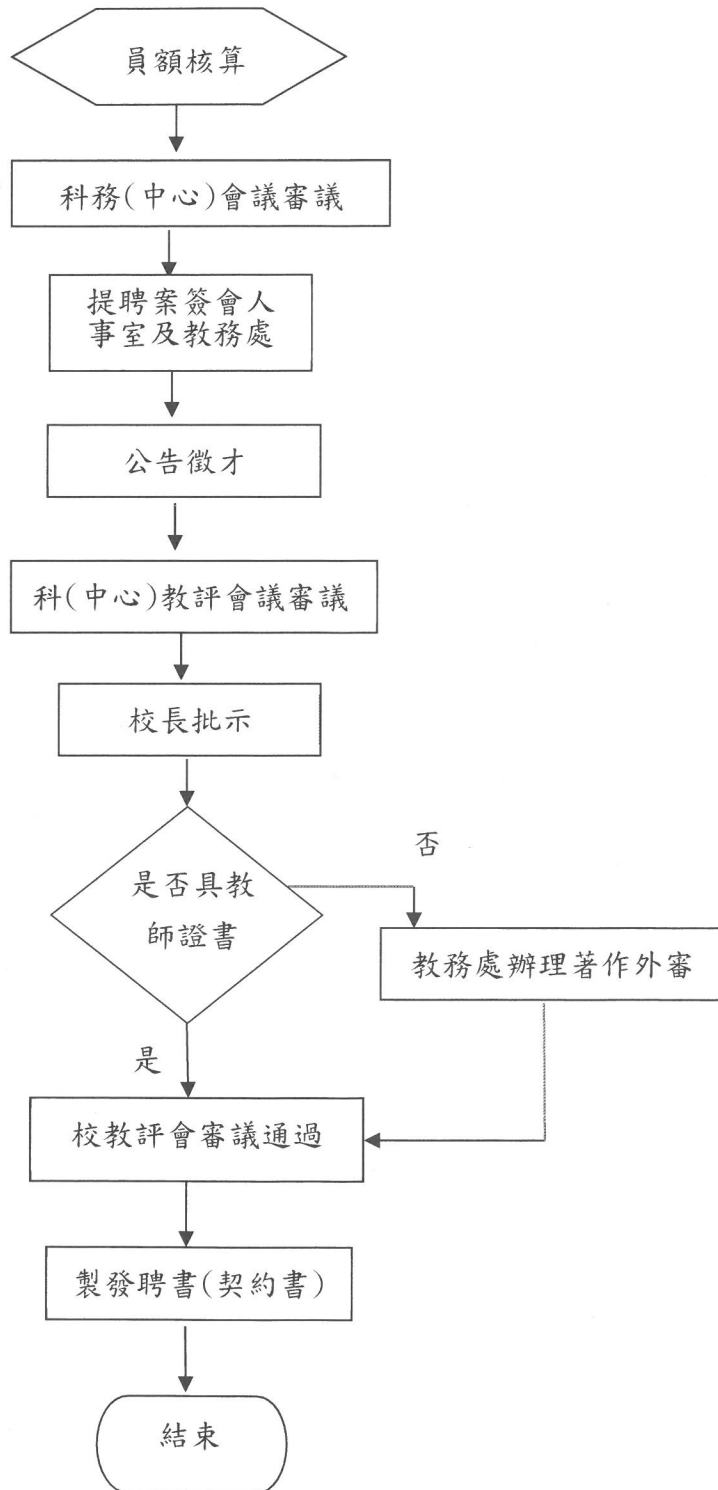 員額核算
科務(中心)會議審議
提聘案簽會人
事室及教務處
公告徵才
科(中心)教評會議審議
校長批示
是否具教
師證書
否
教務處辦理著作外審
是
校教評會審議通過
製發聘書(契約書)
結束